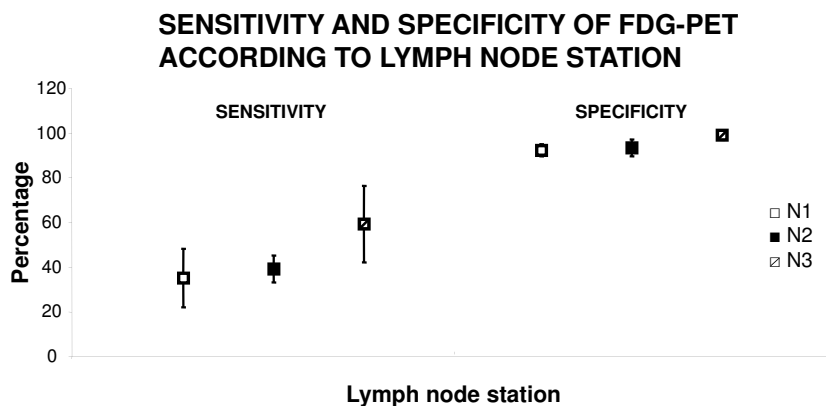 SENSITIVITY AND SPECIFICITY OF FDG-PET
ACCORDING TO LYMPH NODE STATION
120
100
80
60
40
20
0
Percentage
SENSITIVITY
SPECIFICITY
N1
N2
N3
Lymph node station